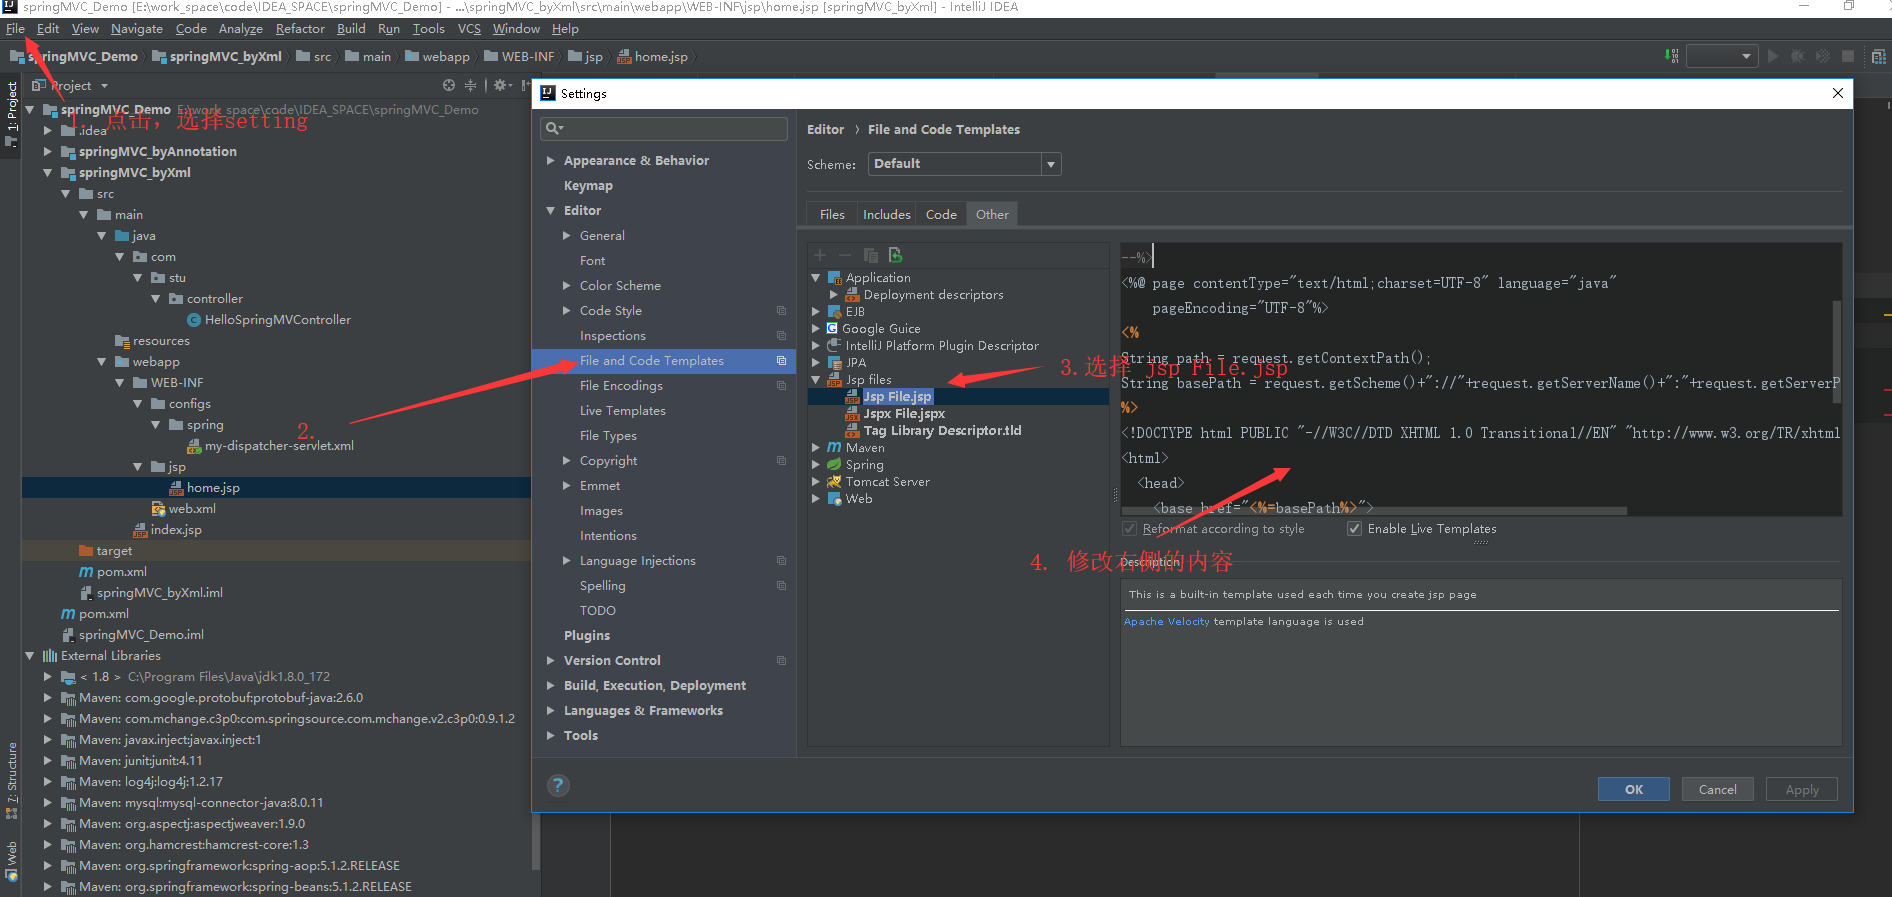 springMVC_Demo [E:\work_space\code\IDEA_SPACE\springMVC_Demo] - ...\springMVC_byXml\src\main\webapp\WEB-INF\jsp\home.jsp [springMVC_byXml] - IntelliJ IDEA
File Edit View Navigate Code Analyze Refactor Build Run Tools VCS Window Help
springMVC_Demo springMVC_byXml src main webapp WEB-INF jsp home.jsp
1: Project
7: Structure
Web
Project
springMVC_Demo E:\work_space\code\IDEA_SPACE\springMVC_Demo
1. 点击，选择setting
.idea
springMVC_byAnnotation
springMVC_byXml
src
main
java
com
stu
controller
HelloSpringMVController
resources
webapp
WEB-INF
configs
spring
my-dispatcher-servlet.xml
jsp
home.jsp
web.xml
index.jsp
target
pom.xml
springMVC_byXml.iml
pom.xml
springMVC_Demo.iml
External Libraries
< 1.8 > C:\Program Files\Java\jdk1.8.0_172
Maven: com.google.protobuf:protobuf-java:2.6.0
Maven: com.mchange.c3p0:com.springsource.com.mchange.v2.c3p0:0.9.1.2
Maven: javax.inject:javax.inject:1
Maven: junit:junit:4.11
Maven: log4j:log4j:1.2.17
Maven: mysql:mysql-connector-java:8.0.11
Maven: org.aspectj:aspectjweaver:1.9.0
Maven: org.hamcrest:hamcrest-core:1.3
Maven: org.springframework:spring-aop:5.1.2.RELEASE
Maven: org.springframework:spring-beans:5.1.2.RELEASE
Settings
Appearance & Behavior
Keymap
Editor
General
Font
Color Scheme
Code Style
Inspections
File and Code Templates
File Encodings
Live Templates
File Types
2.
Copyright
Emmet
Images
Intentions
Language Injections
Spelling
TODO
Plugins
Version Control
Build, Execution, Deployment
Languages & Frameworks
Tools
Editor › File and Code Templates
Scheme: Default
Files Includes Code Other
Application
Deployment descriptors
EJB
Google Guice
IntelliJ Platform Plugin Descriptor
JPA
Jsp files
Jsp File.jsp
Jspx File.jspx
Tag Library Descriptor.tld
Maven
Spring
Tomcat Server
Web
3.选择 jsp File.jsp
--%>
<%@ page contentType="text/html;charset=UTF-8" language="java"
pageEncoding="UTF-8"%>
<%
String path = request.getContextPath();
String basePath = request.getScheme()+"://"+request.getServerName()+":"+request.getServerP
%>
<!DOCTYPE html PUBLIC "-//W3C//DTD XHTML 1.0 Transitional//EN" "http://www.w3.org/TR/xhtml
<html>
<head>
<base href="<%=basePath%>">
Reformat according to style Enable Live Templates
4. 修改右侧的内容
Description
This is a built-in template used each time you create jsp page
Apache Velocity template language is used
? OK Cancel Apply